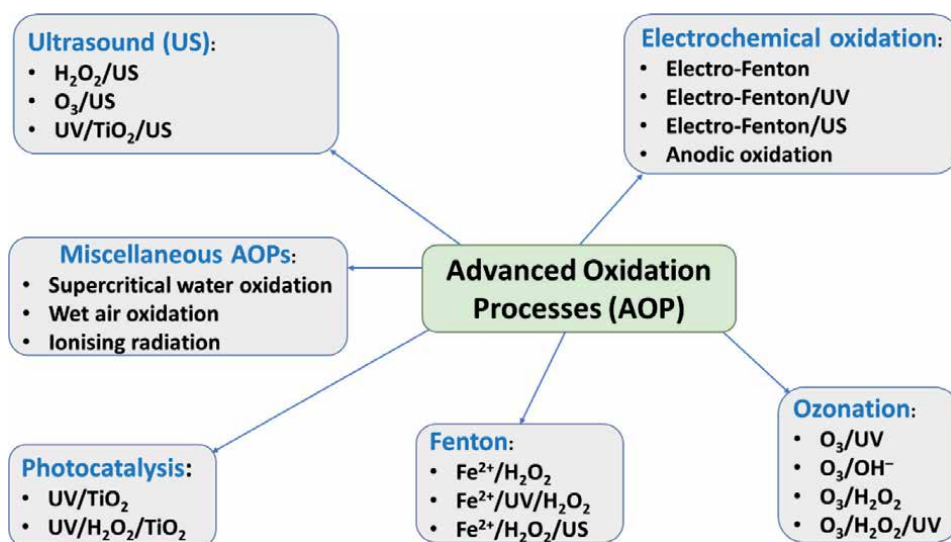 Ultrasound (US):
• H₂O₂/US
• O₃/US
• UV/TiO₂/US
Electrochemical oxidation:
• Electro-Fenton
• Electro-Fenton/UV
• Electro-Fenton/US
• Anodic oxidation
Miscellaneous AOPs:
• Supercritical water oxidation
• Wet air oxidation
• Ionising radiation
Advanced Oxidation
Processes (AOP)
Photocatalysis:
• UV/TiO₂
• UV/H₂O₂/TiO₂
Fenton:
• Fe²⁺/H₂O₂
• Fe²⁺/UV/H₂O₂
• Fe²⁺/H₂O₂/US
Ozonation:
• O₃/UV
• O₃/OH⁻
• O₃/H₂O₂
• O₃/H₂O₂/UV